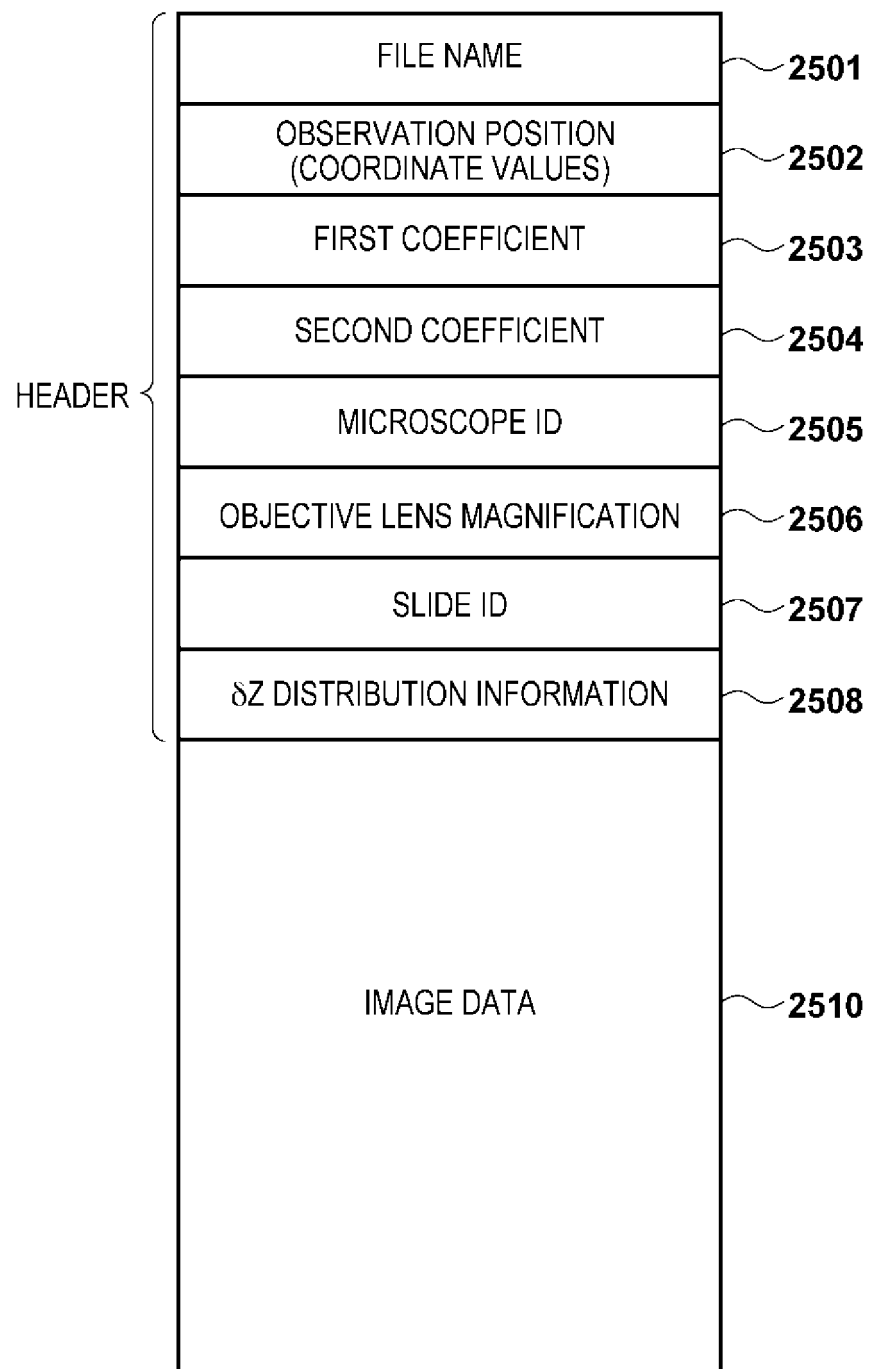 FILE NAME 2501
OBSERVATION POSITION
(COORDINATE VALUES) 2502
FIRST COEFFICIENT 2503
SECOND COEFFICIENT 2504
HEADER
MICROSCOPE ID 2505
OBJECTIVE LENS MAGNIFICATION 2506
SLIDE ID 2507
δZ DISTRIBUTION INFORMATION 2508
IMAGE DATA 2510